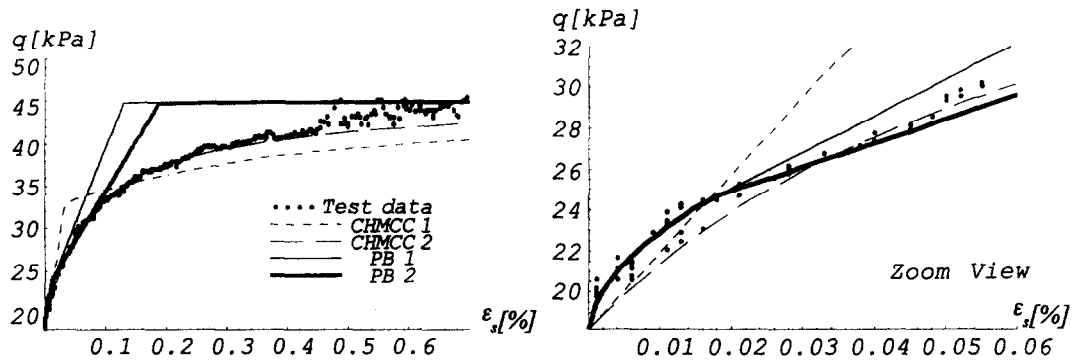 q[kPa]
50
45
40
35
30
25
20
0.1 0.2 0.3 0.4 0.5 0.6
εs[%]
Test data
CHMCC 1
CHMCC 2
PB 1
PB 2
q[kPa]
32
30
28
26
24
22
20
Zoom View
εs[%]
0.01 0.02 0.03 0.04 0.05 0.06